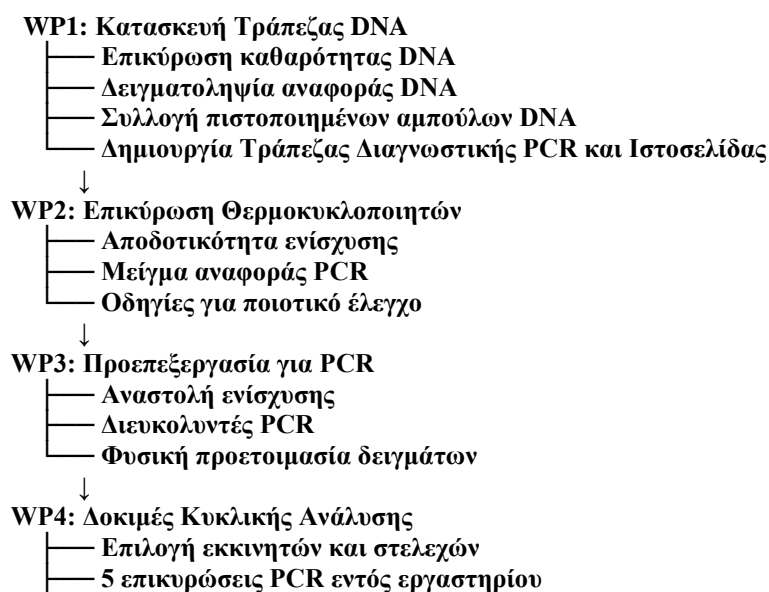 WP1: Κατασκευή Τράπεζας DNA
├── Επικύρωση καθαρότητας DNA
├── Δειγματοληψία αναφοράς DNA
├── Συλλογή πιστοποιημένων αμπούλων DNA
└── Δημιουργία Τράπεζας Διαγνωστικής PCR και Ιστοσελίδας
↓
WP2: Επικύρωση Θερμοκυκλοποιητών
├── Αποδοτικότητα ενίσχυσης
├── Μείγμα αναφοράς PCR
└── Οδηγίες για ποιοτικό έλεγχο
↓
WP3: Προεπεξεργασία για PCR
├── Αναστολή ενίσχυσης
├── Διευκολυντές PCR
└── Φυσική προετοιμασία δειγμάτων
↓
WP4: Δοκιμές Κυκλικής Ανάλυσης
├── Επιλογή εκκινητών και στελεχών
├── 5 επικυρώσεις PCR εντός εργαστηρίου